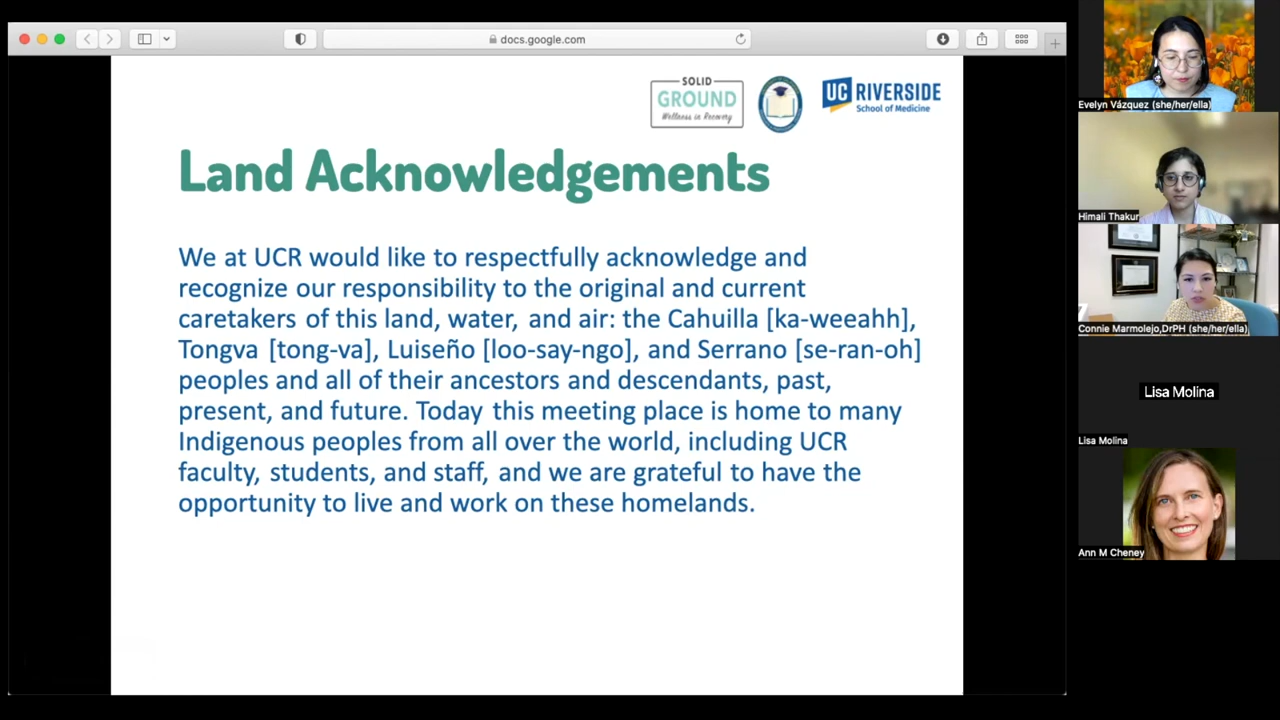 docs.google.com
SOLID
GROUND
Wellness in Recovery
UC RIVERSIDE
School of Medicine
Land Acknowledgements
We at UCR would like to respectfully acknowledge and
recognize our responsibility to the original and current
caretakers of this land, water, and air: the Cahuilla [ka-weeahh],
Tongva [tong-va], Luiseño [loo-say-ngo], and Serrano [se-ran-oh]
peoples and all of their ancestors and descendants, past,
present, and future. Today this meeting place is home to many
Indigenous peoples from all over the world, including UCR
faculty, students, and staff, and we are grateful to have the
opportunity to live and work on these homelands.
Evelyn Vázquez (she/her/ella)
Himali Thakur
Connie Marmolejo,DrPH (she/her/ella)
Lisa Molina
Lisa Molina
Ann M Cheney